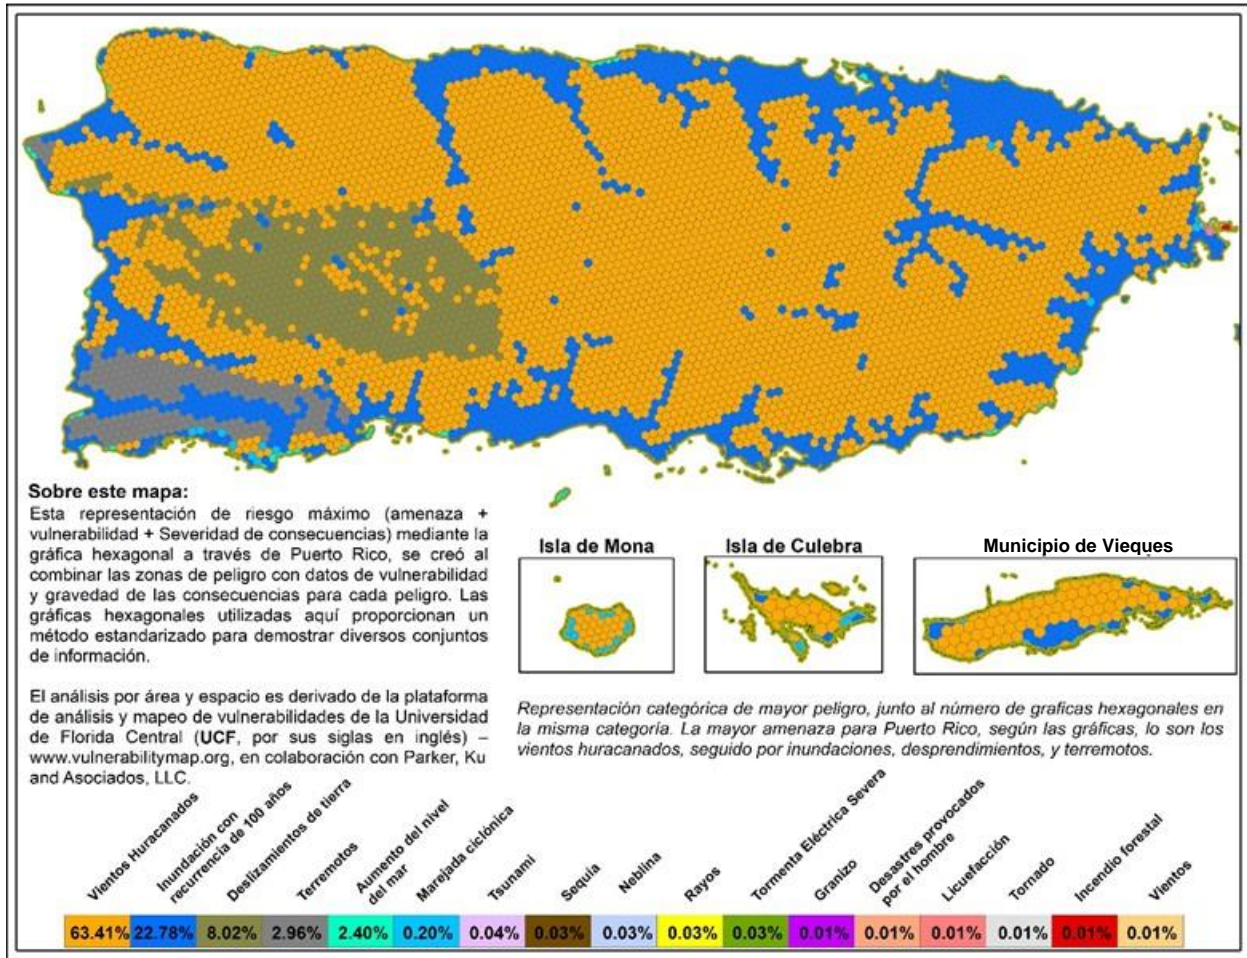 Sobre este mapa:
Esta representación de riesgo máximo (amenaza +
vulnerabilidad + Severidad de consecuencias) mediante la
gráfica hexagonal a través de Puerto Rico, se creó al
combinar las zonas de peligro con datos de vulnerabilidad
y gravedad de las consecuencias para cada peligro. Las
gráficas hexagonales utilizadas aquí proporcionan un
método estandarizado para demostrar diversos conjuntos
de información.
El análisis por área y espacio es derivado de la plataforma
de análisis y mapeo de vulnerabilidades de la Universidad
de Florida Central (UCF, por sus siglas en inglés) –
www.vulnerabilitymap.org, en colaboración con Parker, Ku
and Asociados, LLC.
Isla de Mona
Isla de Culebra
Municipio de Vieques
Representación categórica de mayor peligro, junto al número de graficas hexagonales en
la misma categoría. La mayor amenaza para Puerto Rico, según las gráficas, lo son los
vientos huracanados, seguido por inundaciones, desprendimientos, y terremotos.
Vientos Huracanados
Inundación con
recurrencia de 100 años
Deslizamientos de tierra
Terremotos
Aumento del nivel
del mar
Marejada ciclónica
Tsunami
Sequia
Neblina
Rayos
Tormenta Eléctrica Severa
Granizo
Desastres provocados
por el hombre
Licuefacción
Tornado
Incendio forestal
Vientos
63.41% 22.78% 8.02% 2.96% 2.40% 0.20% 0.04% 0.03% 0.03% 0.03% 0.03% 0.01% 0.01% 0.01% 0.01% 0.01% 0.01%